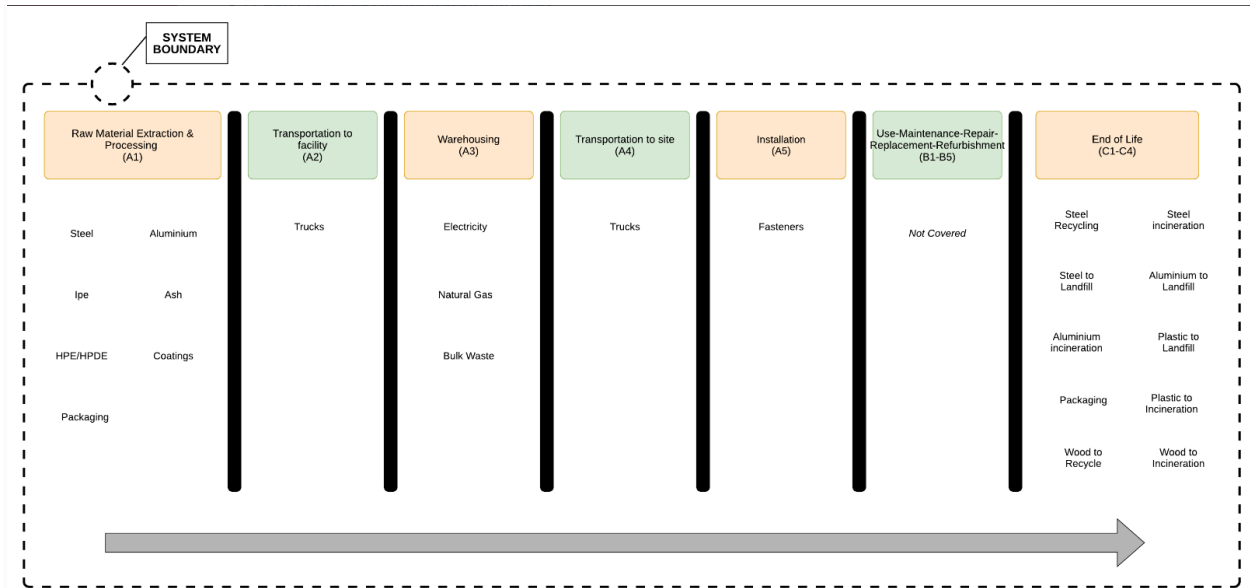 SYSTEM
BOUNDARY
Raw Material Extraction &
Processing
(A1)
Transportation to
facility
(A2)
Warehousing
(A3)
Transportation to site
(A4)
Installation
(A5)
Use-Maintenance-Repair-
Replacement-Refurbishment
(B1-B5)
End of Life
(C1-C4)
Steel
Aluminium
Ipe
Ash
HPE/HPDE
Coatings
Packaging
Trucks
Electricity
Natural Gas
Bulk Waste
Trucks
Fasteners
Not Covered
Steel
Recycling
Steel
incineration
Steel to
Landfill
Aluminium to
Landfill
Aluminium
incineration
Plastic to
Landfill
Packaging
Plastic to
Incineration
Wood to
Recycle
Wood to
Incineration